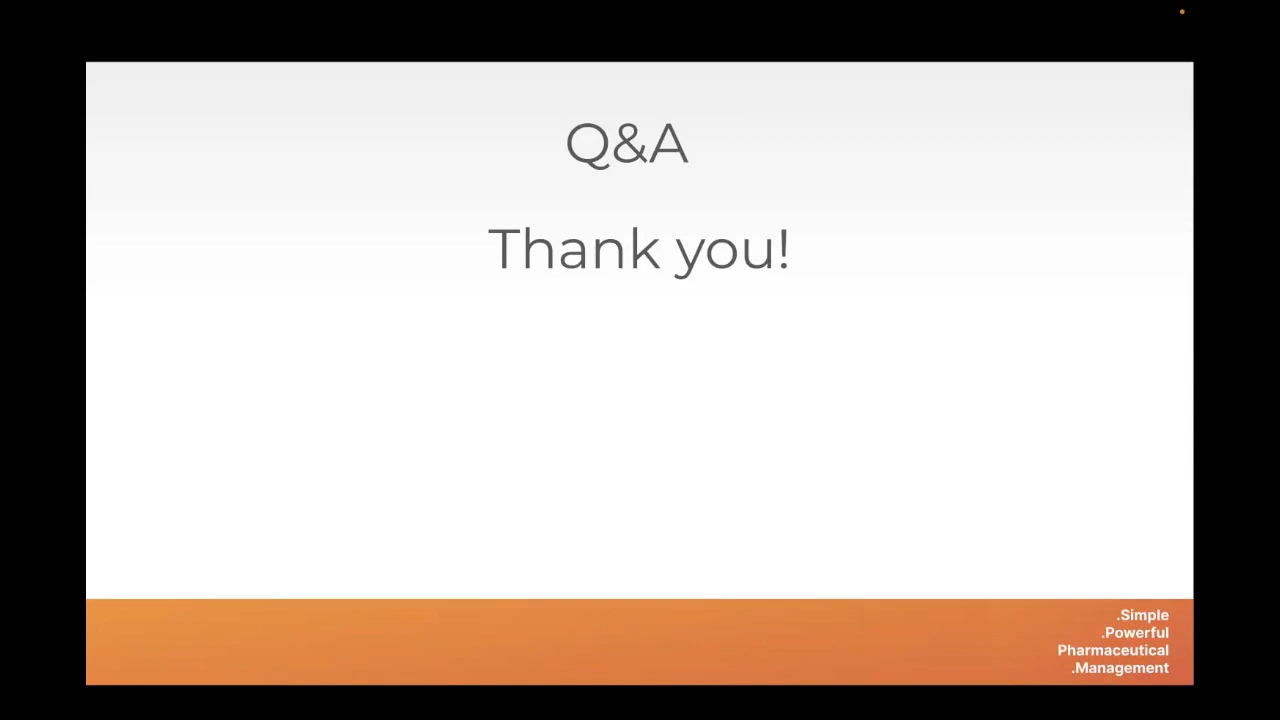 Q&A
Thank you!
.Simple
.Powerful
Pharmaceutical
.Management